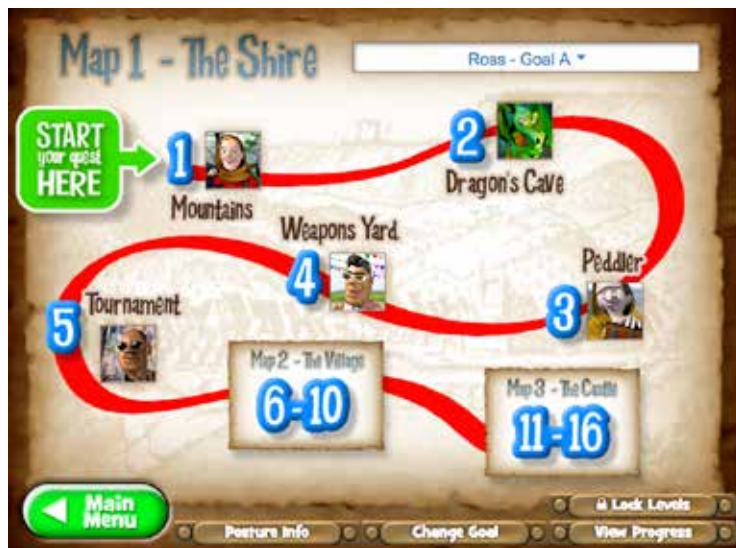 Map 1 - The Shire
Ross - Goal A
START
your quest
HERE
1
Mountains
2
Dragon's Cave
Peddler
3
Weapons Yard
4
5
Tournament
Map 2 - The Village
6-10
Map 3 - The Castle
11-16
Main
Menu
Lock Levels
Posture Info
Change Goal
View Progress